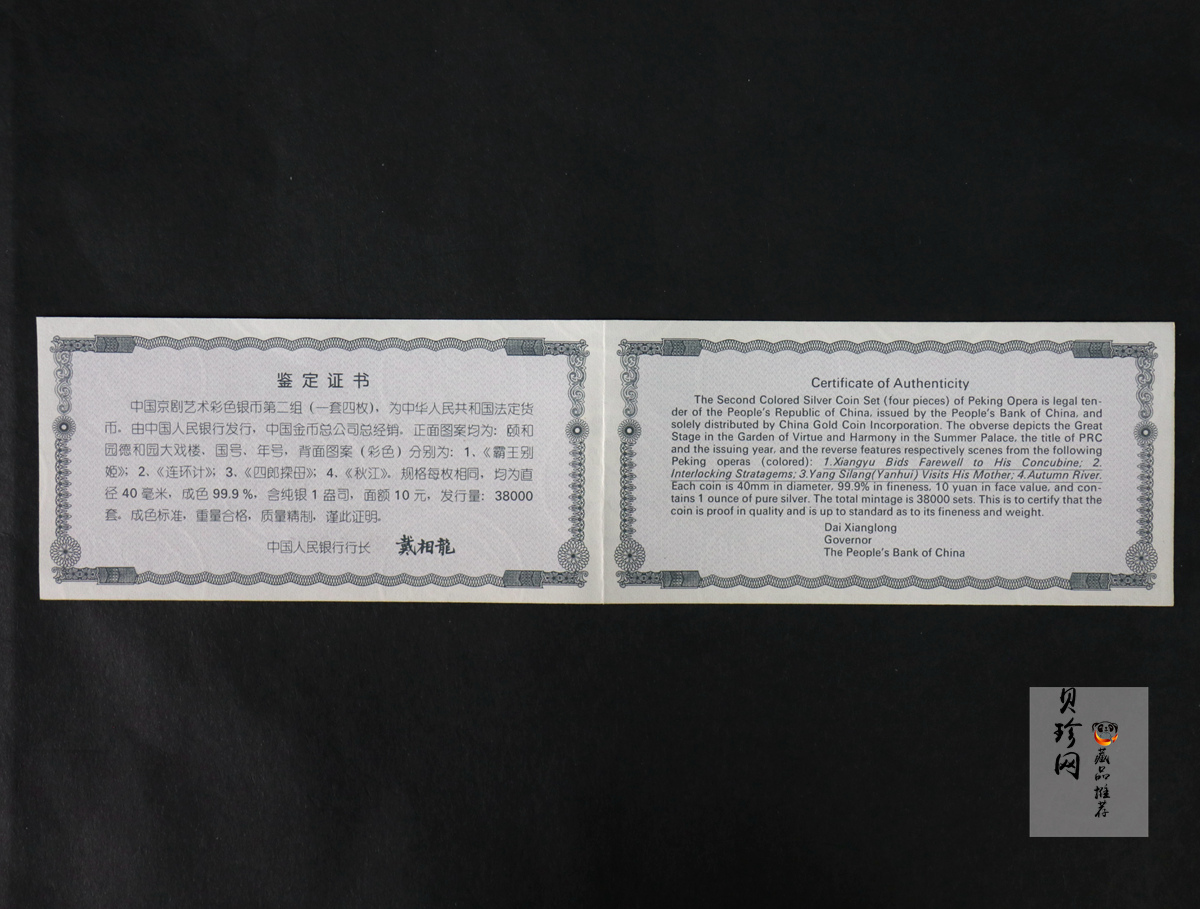 鉴定证书
中国京剧艺术彩色银币第二组（一套四枚），为中华人民共和国法定货
币。由中国人民银行发行，中国金币总公司总经销。正面图案均为：颐和
园德和园大戏楼、国号、年号，背面图案（彩色）分别为：1、《霸王别
姬》；2、《连环计》；3、《四郎探母》；4、《秋江》。规格每枚相同，均为直
径40毫米，成色99.9%，含纯银1盎司，面额10元，发行量：38000
套。成色标准，重量合格，质量精制，谨此证明。
中国人民银行行长 戴相龍
Certificate of Authenticity
The Second Colored Silver Coin Set (four pieces) of Peking Opera is legal ten-
der of the People's Republic of China, issued by the People's Bank of China, and
solely distributed by China Gold Coin Incorporation. The obverse depicts the Great
Stage in the Garden of Virtue and Harmony in the Summer Palace, the title of PRC
and the issuing year, and the reverse features respectively scenes from the following
Peking operas (colored): 1.Xiangyu Bids Farewell to His Concubine; 2.
Interlocking Stratagems; 3.Yang Silang(Yanhui) Visits His Mother; 4.Autumn River.
Each coin is 40mm in diameter, 99.9% in fineness, 10 yuan in face value, and con-
tains 1 ounce of pure silver. The total mintage is 38000 sets. This is to certify that the
coin is proof in quality and is up to standard as to its fineness and weight.
Dai Xianglong
Governor
The People's Bank of China
贝珍网
藏品推荐